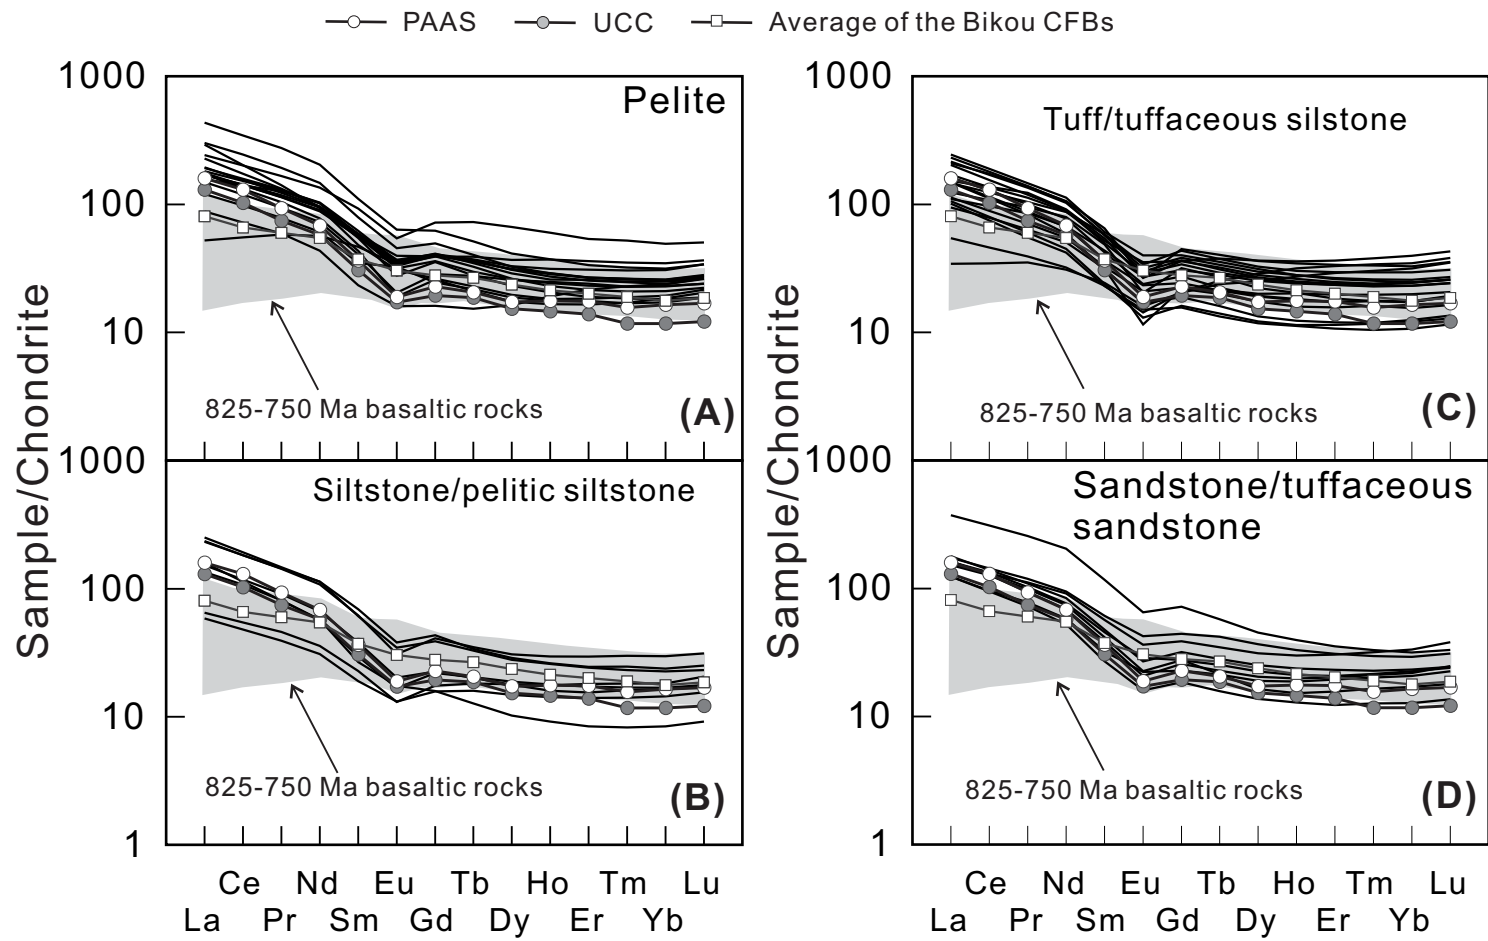 PAAS UCC Average of the Bikou CFBs
1000
Pelite
100
10
825-750 Ma basaltic rocks
(A)
Sample/Chondrite
1000
Siltstone/pelitic siltstone
100
10
825-750 Ma basaltic rocks
(B)
1
Ce Nd Eu Tb Ho Tm Lu
La Pr Sm Gd Dy Er Yb
1000
Tuff/tuffaceous silstone
100
10
825-750 Ma basaltic rocks
(C)
Sample/Chondrite
1000
Sandstone/tuffaceous
sandstone
100
10
825-750 Ma basaltic rocks
(D)
1
Ce Nd Eu Tb Ho Tm Lu
La Pr Sm Gd Dy Er Yb